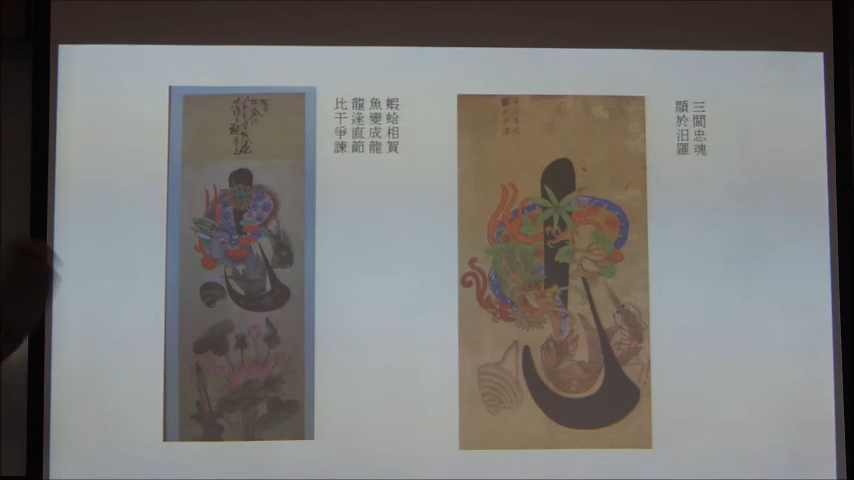 蝦蛤相賀
魚變成龍
龍逄直節
比干爭諫
三閭忠魂
顯於汨羅